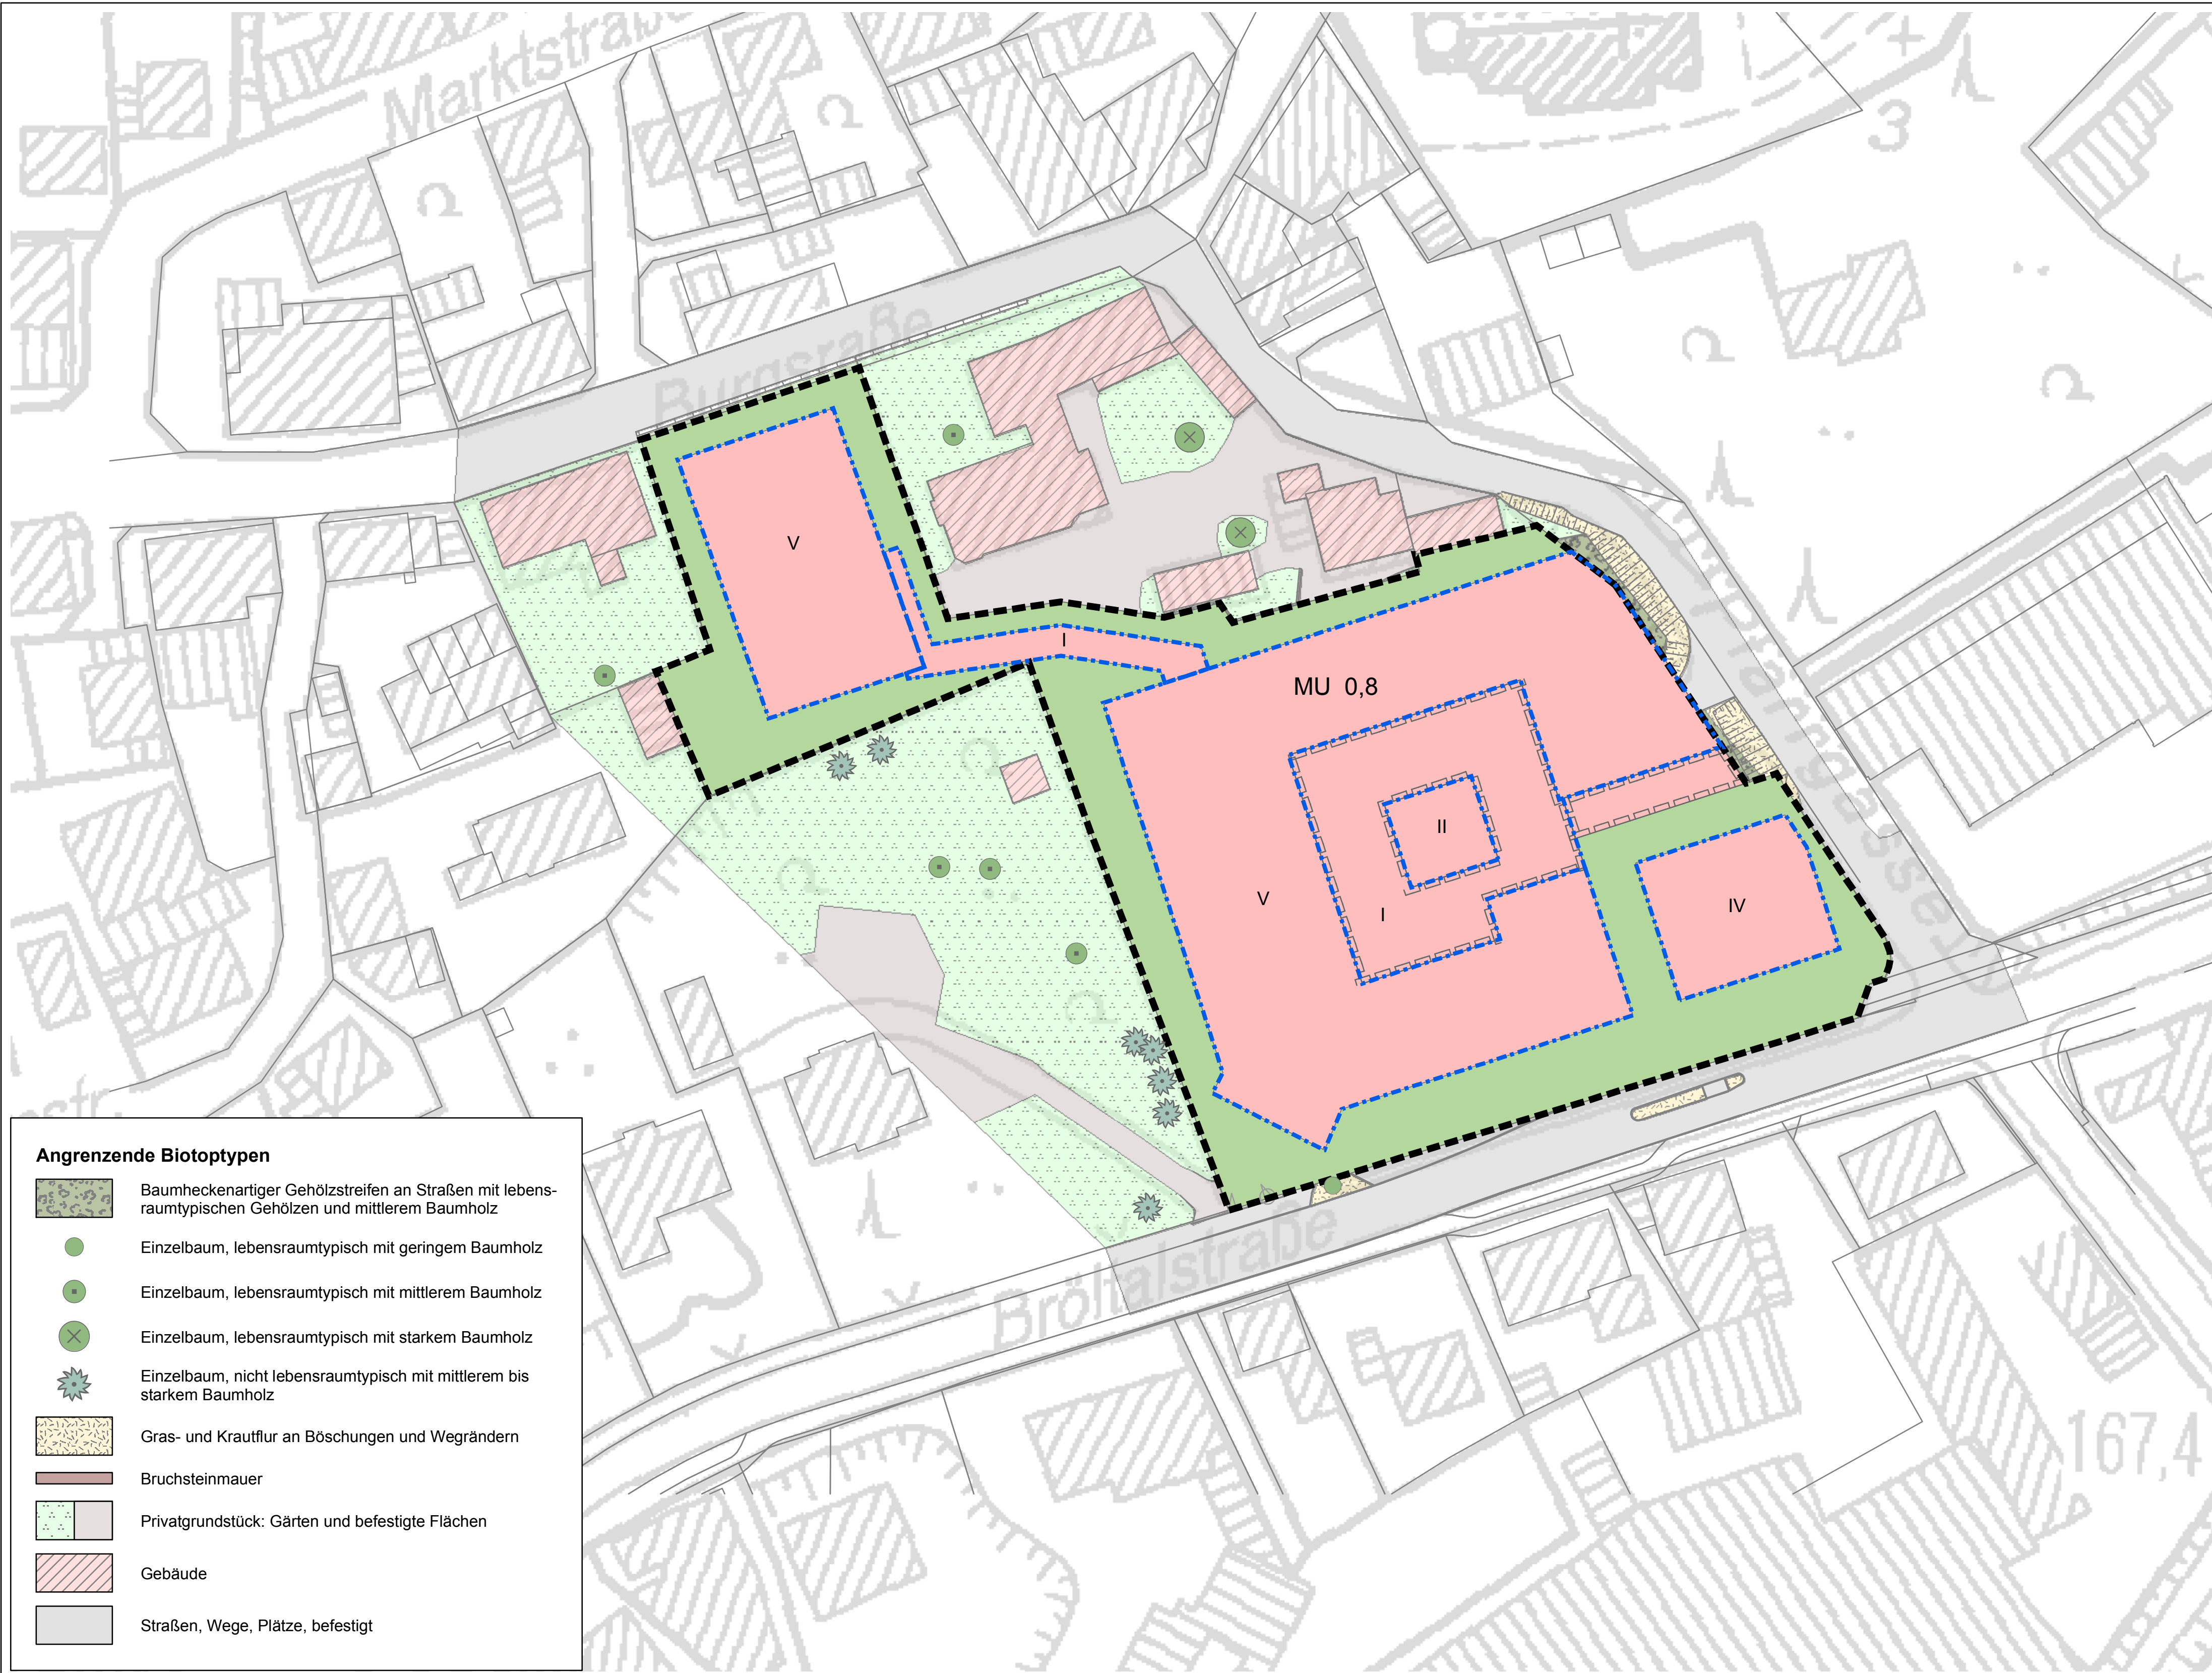 Marktstraß
3
Burgsraße
V
I
MU 0,8
II
V
I
IV
Brölltalstraße
167,4
Angrenzende Biotoptypen
Baumheckenartiger Gehölzstreifen an Straßen mit lebens-
raumtypischen Gehölzen und mittlerem Baumholz
Einzelbaum, lebensraumtypisch mit geringem Baumholz
Einzelbaum, lebensraumtypisch mit mittlerem Baumholz
Einzelbaum, lebensraumtypisch mit starkem Baumholz
Einzelbaum, nicht lebensraumtypisch mit mittlerem bis
starkem Baumholz
Gras- und Krautflur an Böschungen und Wegrändern
Bruchsteinmauer
Privatgrundstück: Gärten und befestigte Flächen
Gebäude
Straßen, Wege, Plätze, befestigt